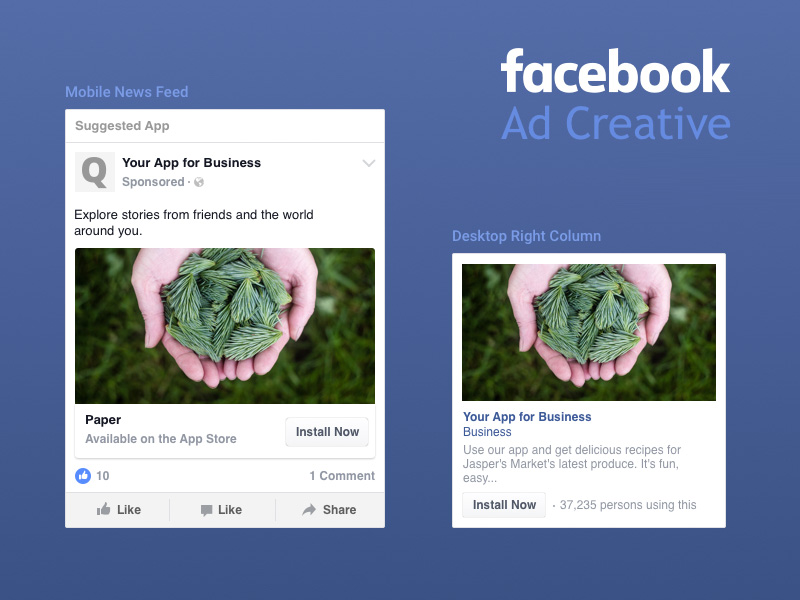 facebook
Ad Creative
Mobile News Feed
Suggested App
Q
Your App for Business
Sponsored ·
Explore stories from friends and the world
around you.
Paper
Available on the App Store
Install Now
10
1 Comment
Like
Like
Share
Desktop Right Column
Your App for Business
Business
Use our app and get delicious recipes for
Jasper's Market's latest produce. It's fun,
easy...
Install Now · 37,235 persons using this